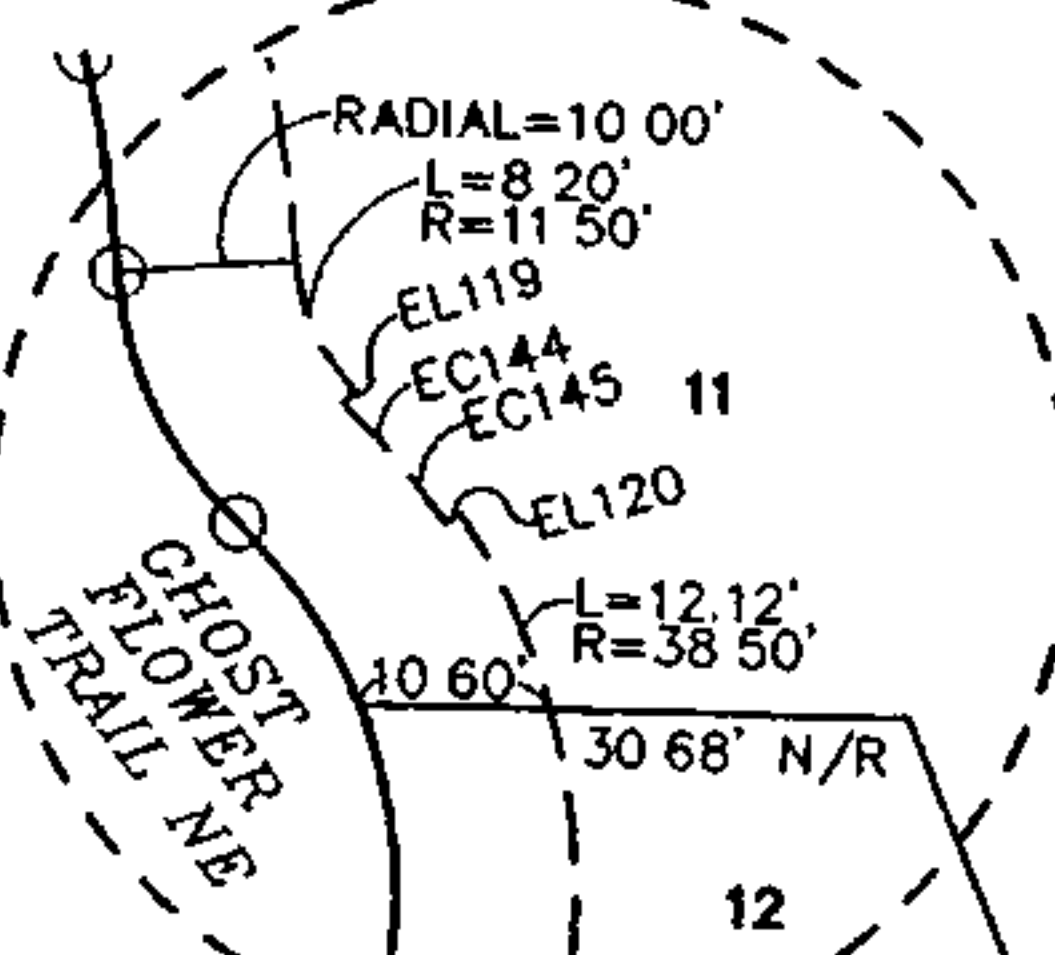 RADIAL=10 00'
L=8 20'
R=11 50'
EL119
EC144
EC145
11
EL120
L=12.12'
R=38 50'
10 60'
30 68' N/R
GHOST
FLOWER
TRAIL NE
12